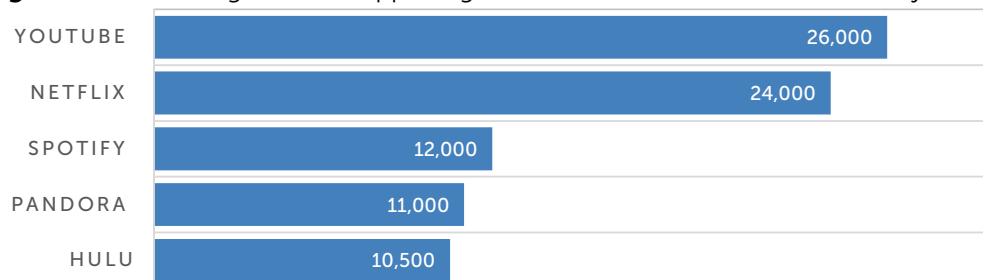 YOUTUBE 26,000
NETFLIX 24,000
SPOTIFY 12,000
PANDORA 11,000
HULU 10,500